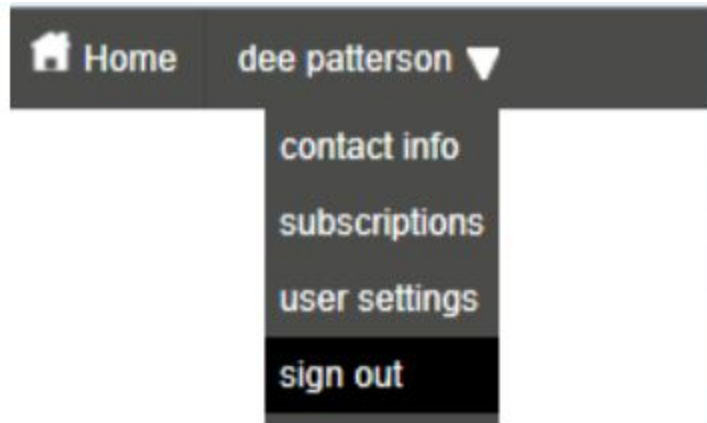 Home dee patterson
contact info
subscriptions
user settings
sign out